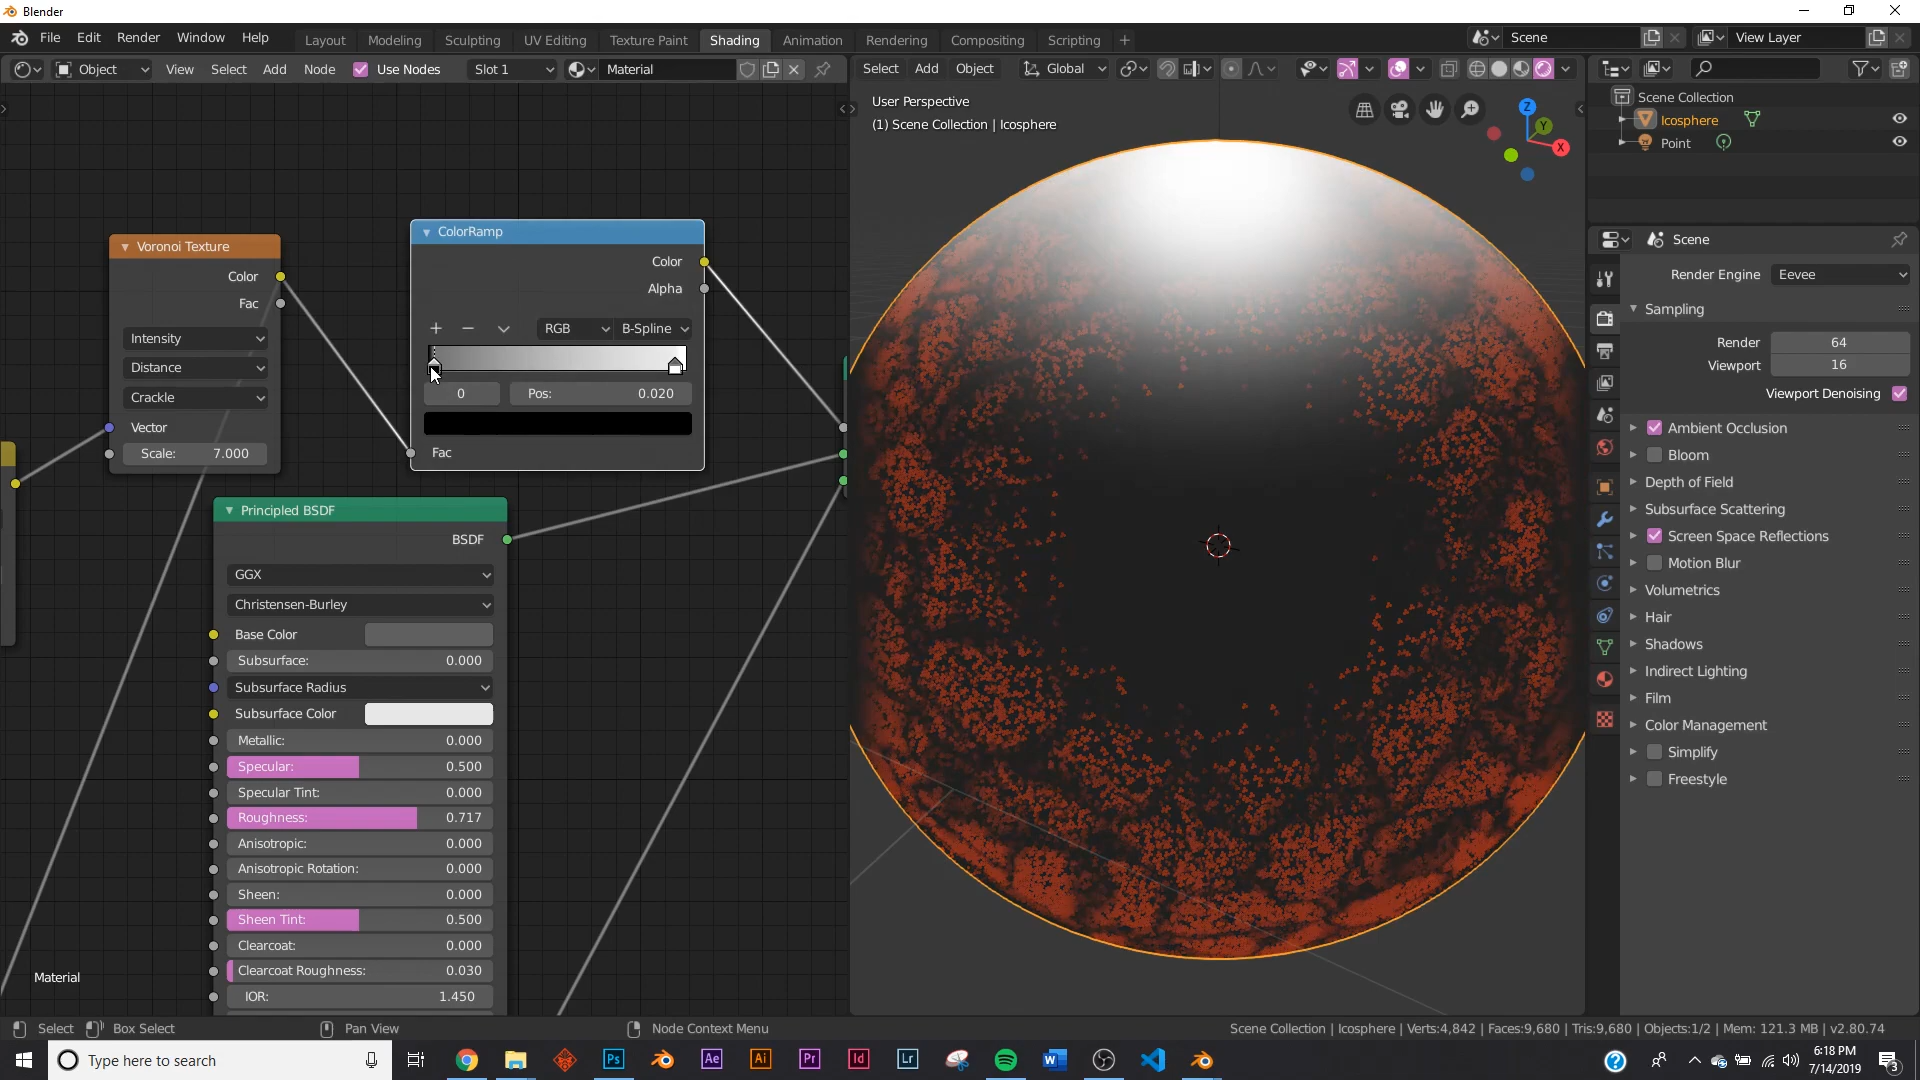 Blender
File Edit Render Window Help
Layout Modeling Sculpting UV Editing Texture Paint Shading Animation Rendering Compositing Scripting +
Scene
View Layer
Object View Select Add Node Use Nodes Slot 1 Material
Select Add Object Global
User Perspective
(1) Scene Collection | Icosphere
Z
Y
X
Scene Collection
Icosphere
Point
Scene
Render Engine Eevee
Sampling
Render 64
Viewport 16
Viewport Denoising
Ambient Occlusion
Bloom
Depth of Field
Subsurface Scattering
Screen Space Reflections
Motion Blur
Volumetrics
Hair
Shadows
Indirect Lighting
Film
Color Management
Simplify
Freestyle
Voronoi Texture
Color
Fac
Intensity
Distance
Crackle
Vector
Scale: 7.000
ColorRamp
Color
Alpha
+ − RGB B-Spline
0 Pos: 0.020
Fac
Principled BSDF
BSDF
GGX
Christensen-Burley
Base Color
Subsurface: 0.000
Subsurface Radius
Subsurface Color
Metallic: 0.000
Specular: 0.500
Specular Tint: 0.000
Roughness: 0.717
Anisotropic: 0.000
Anisotropic Rotation: 0.000
Sheen: 0.000
Sheen Tint: 0.500
Clearcoat: 0.000
Clearcoat Roughness: 0.030
IOR: 1.450
Material
Select Box Select Pan View Node Context Menu
Scene Collection | Icosphere | Verts:4,842 | Faces:9,680 | Tris:9,680 | Objects:1/2 | Mem: 121.3 MB | v2.80.74
Type here to search
Ps Ae Ai Pr Id Lr W
6:18 PM
7/14/2019
3